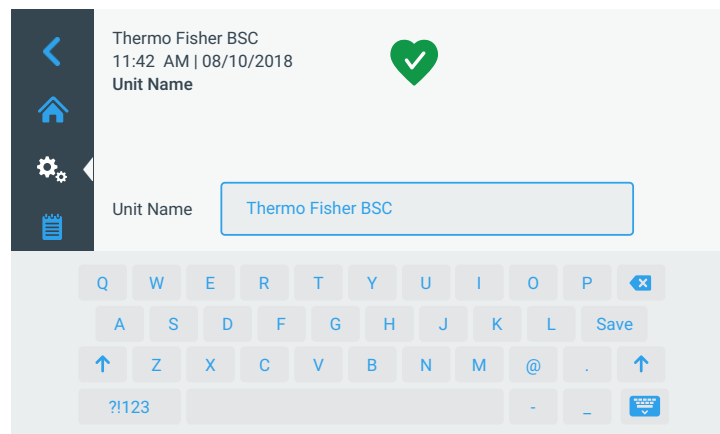 Thermo Fisher BSC
11:42 AM | 08/10/2018
Unit Name
Unit Name Thermo Fisher BSC
Q W E R T Y U I O P
A S D F G H J K L Save
Z X C V B N M @ .
?!123 - _